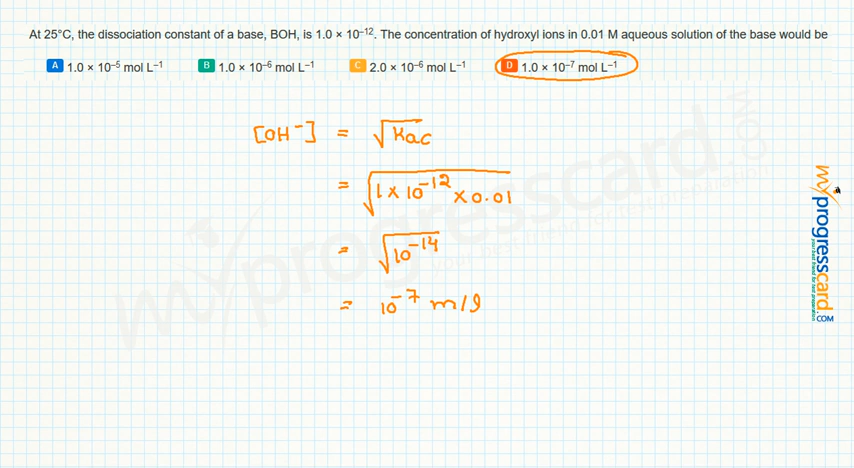 At 25°C, the dissociation constant of a base, BOH, is 1.0 × 10⁻¹². The concentration of hydroxyl ions in 0.01 M aqueous solution of the base would be
A 1.0 × 10⁻⁵ mol L⁻¹ B 1.0 × 10⁻⁶ mol L⁻¹ C 2.0 × 10⁻⁶ mol L⁻¹ D 1.0 × 10⁻⁷ mol L⁻¹
[OH⁻] = √Kac
= √1 × 10⁻¹² × 0.01
= √10⁻¹⁴
= 10⁻⁷ m/l
myprogresscard.COM
myprogresscard.com